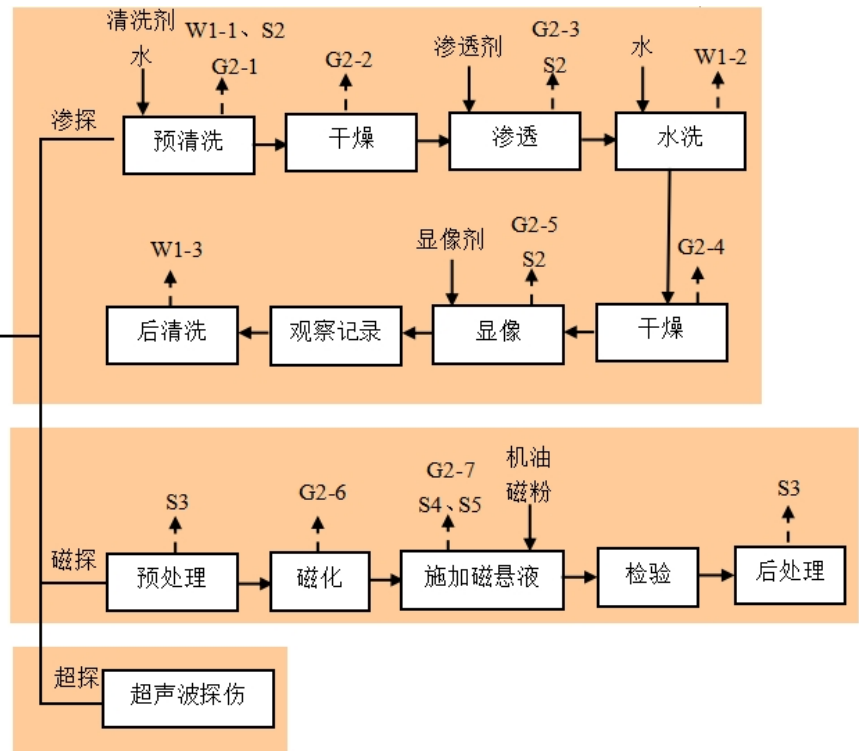 清洗剂
水
W1-1、S2
G2-1
G2-2
渗透剂
G2-3
S2
水
W1-2
渗探
预清洗
干燥
渗透
水洗
W1-3
显像剂
G2-5
S2
G2-4
后清洗
观察记录
显像
干燥
S3
G2-6
G2-7
S4、S5
机油
磁粉
S3
磁探
预处理
磁化
施加磁悬液
检验
后处理
超探
超声波探伤